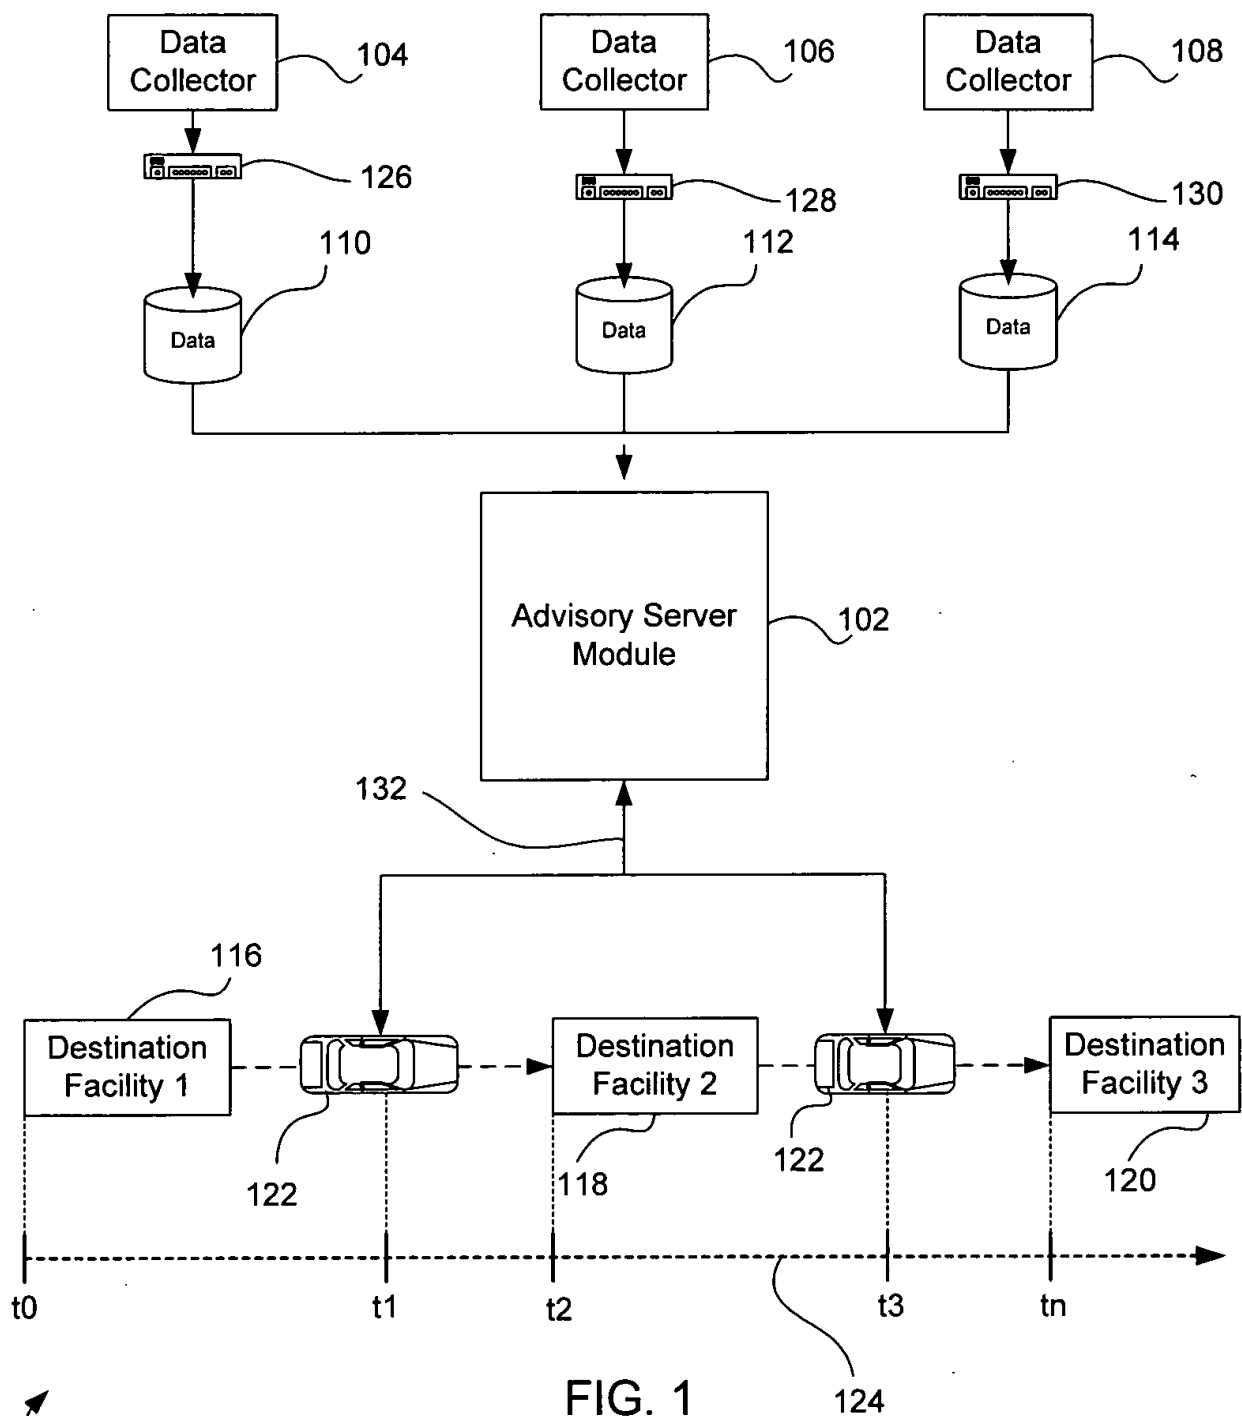 Data
Collector
104
Data
Collector
106
Data
Collector
108
126
128
130
110
112
114
Data
Data
Data
Advisory Server
Module
102
132
116
Destination
Facility 1
Destination
Facility 2
Destination
Facility 3
122
118
122
120
t0
t1
t2
t3
tn
124
FIG. 1